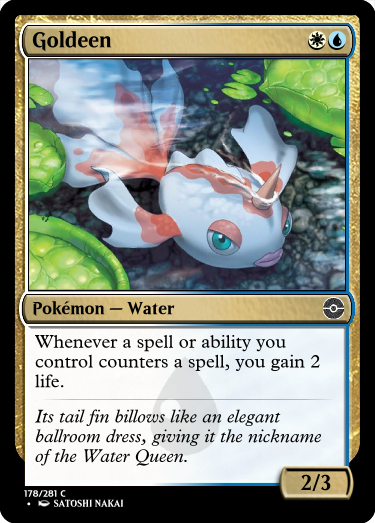 Goldeen
Pokémon — Water
Whenever a spell or ability you
control counters a spell, you gain 2
life.
Its tail fin billows like an elegant
ballroom dress, giving it the nickname
of the Water Queen.
2/3
178/281 C
• SATOSHI NAKAI